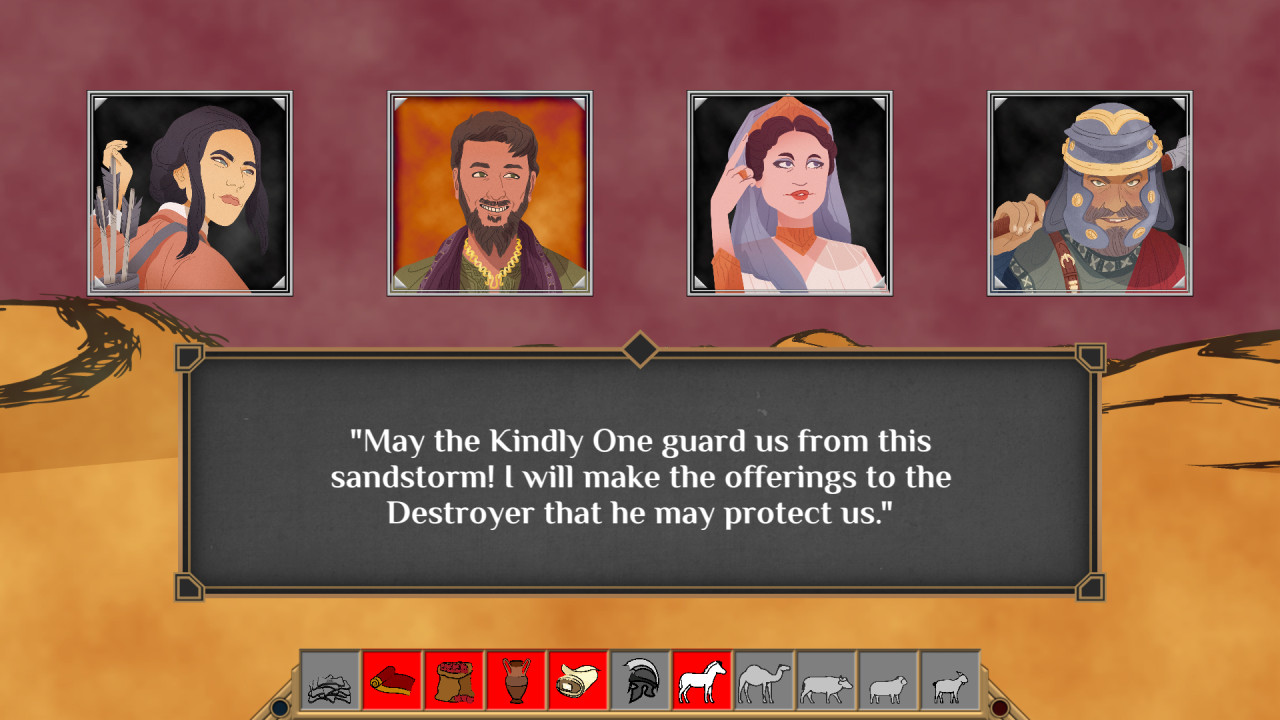 "May the Kindly One guard us from this
sandstorm! I will make the offerings to the
Destroyer that he may protect us."